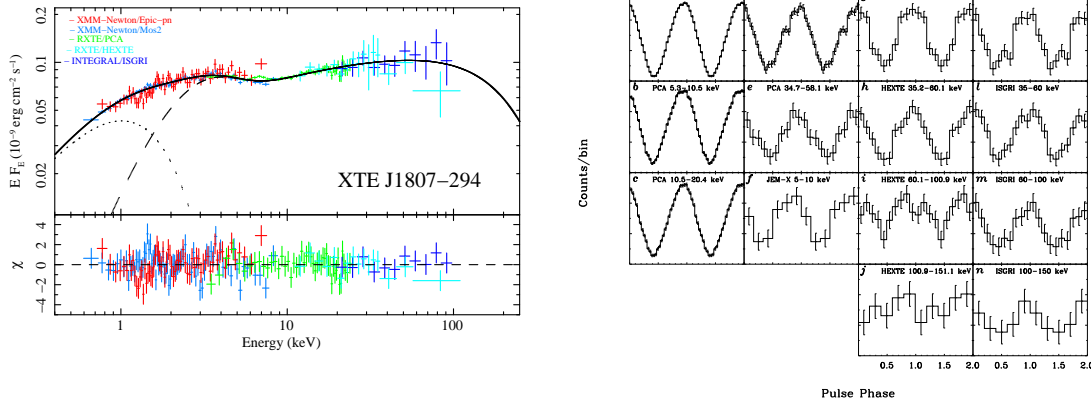 − XMM−Newton/Epic−pn
− XMM−Newton/Mos2
− RXTE/PCA
− RXTE/HEXTE
− INTEGRAL/ISGRI
E F_E (10⁻⁹ erg cm⁻² s⁻¹)
0.1
0.05
0.02
XTE J1807−294
χ
4
2
0
−2
−4
1
10
100
Energy (keV)
Counts/bin
b PCA 5.3−10.5 keV
e PCA 34.7−58.1 keV
h HEXTE 35.2−60.1 keV
l ISGRI 35−60 keV
c PCA 10.5−20.4 keV
f JEM−X 5−10 keV
i HEXTE 60.1−100.9 keV
m ISGRI 60−100 keV
j HEXTE 100.9−151.1 keV
n ISGRI 100−150 keV
0.5 1.0 1.5 2.0
0.5 1.0 1.5 2.0
Pulse Phase